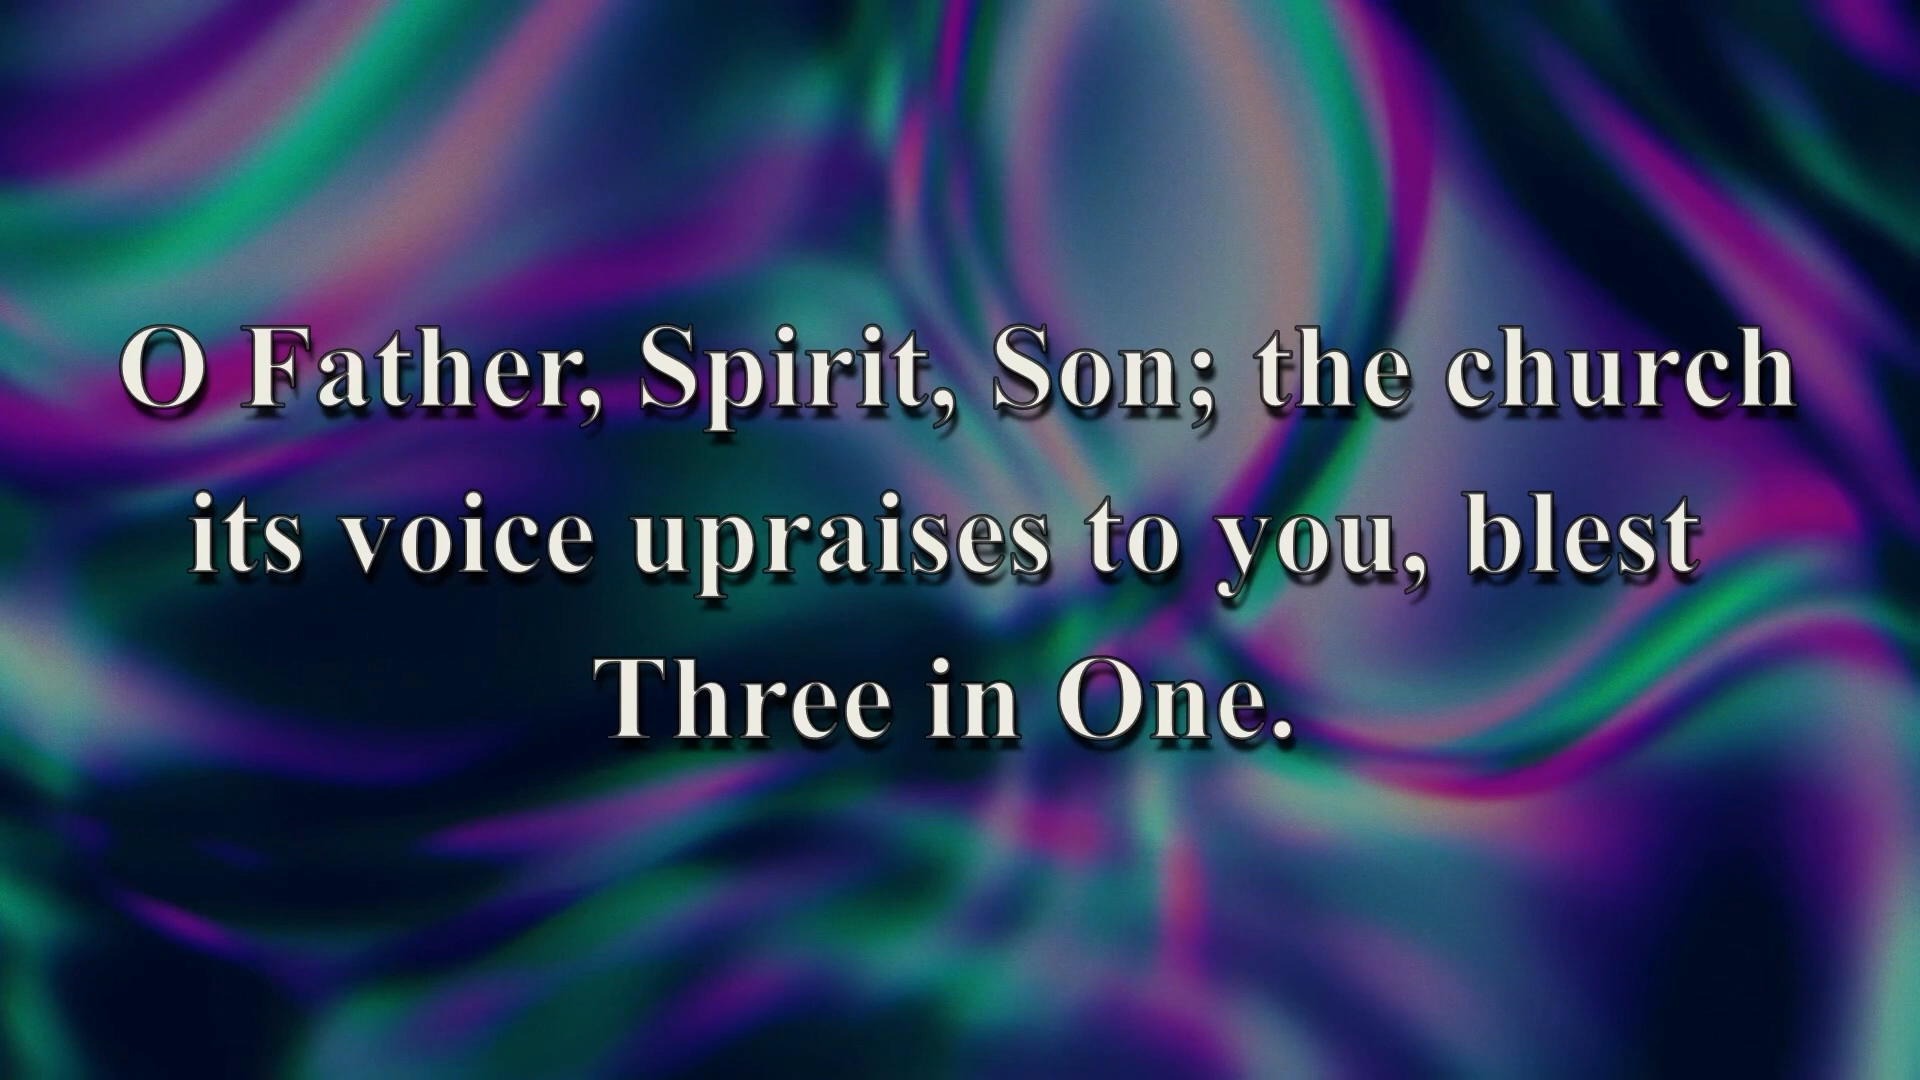 O Father, Spirit, Son; the church
its voice upraises to you, blest
Three in One.